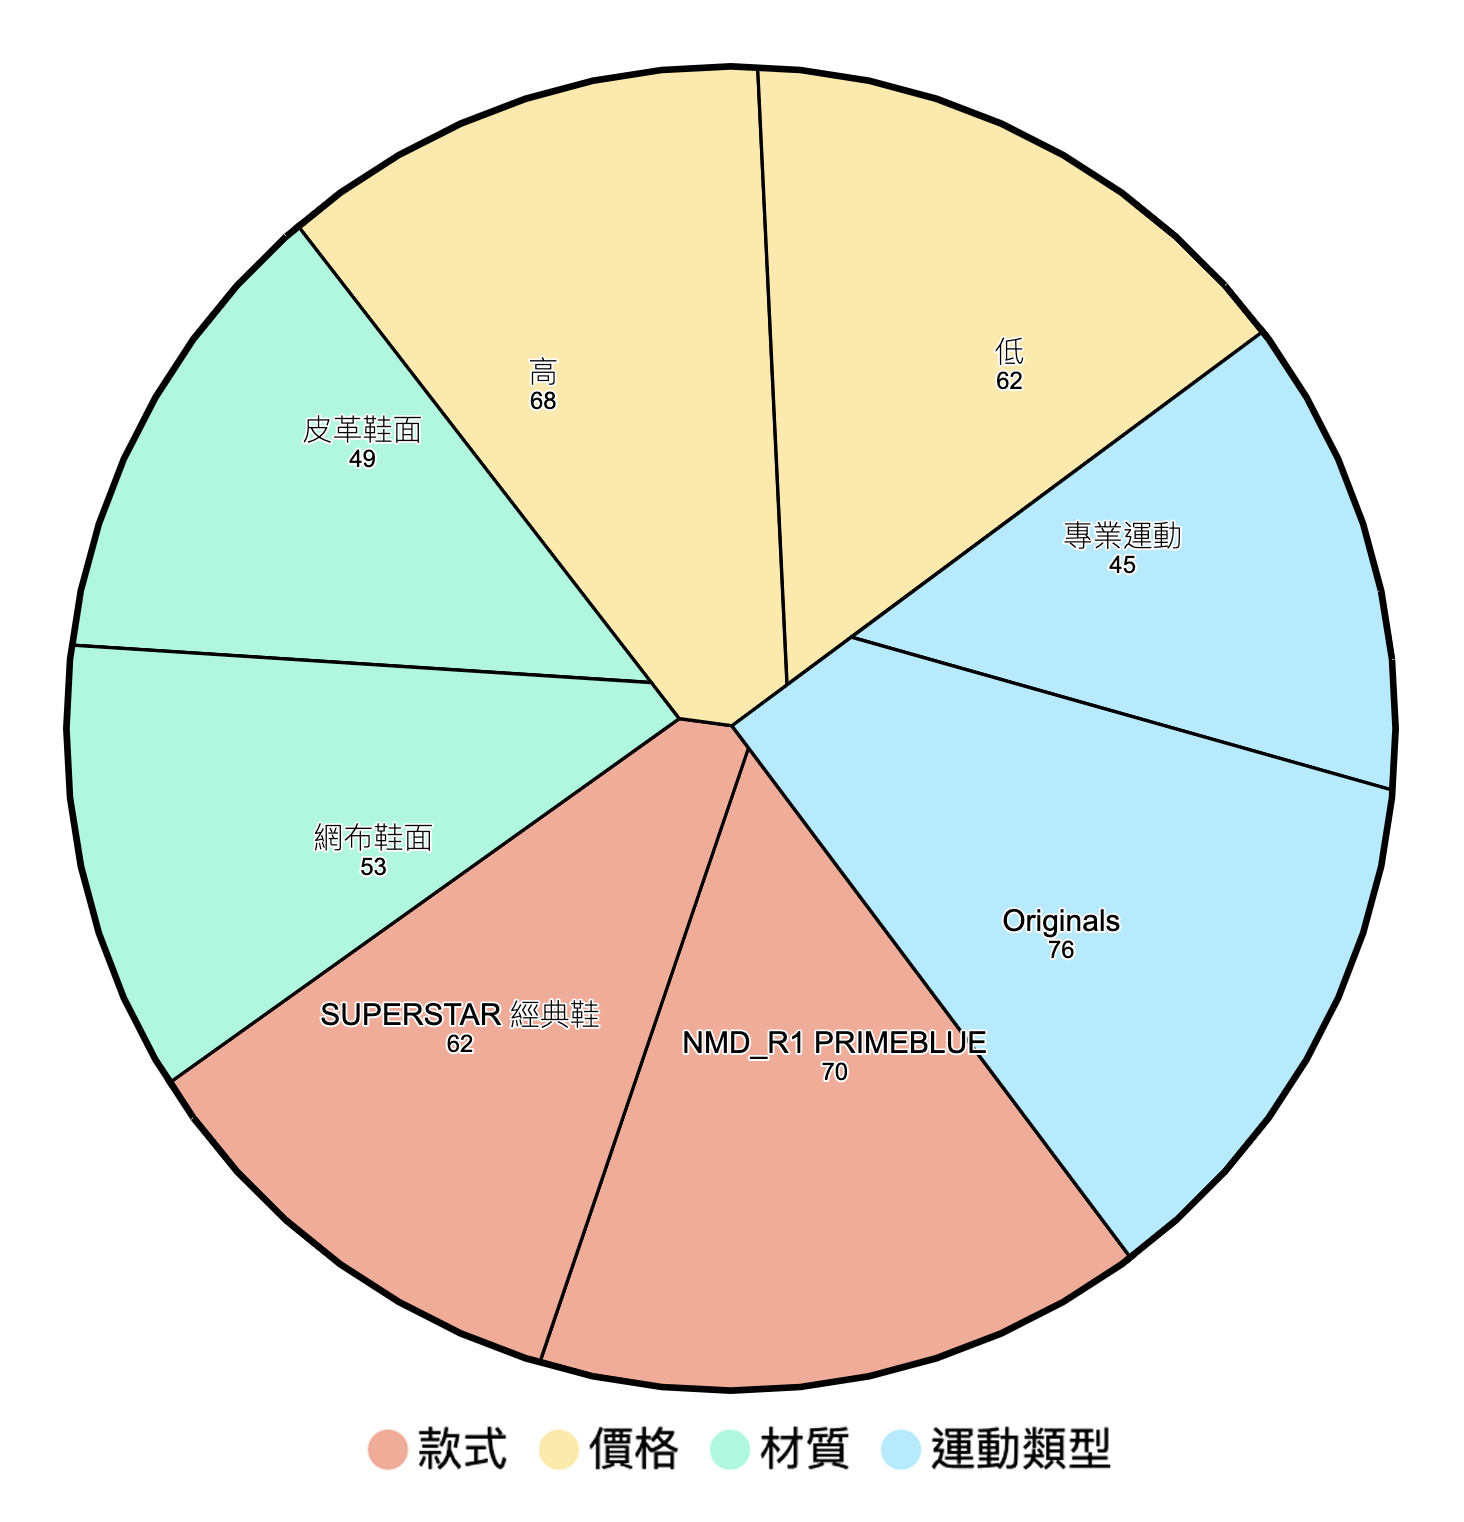 低
62
高
68
皮革鞋面
49
專業運動
45
網布鞋面
53
Originals
76
SUPERSTAR 經典鞋
62
NMD_R1 PRIMEBLUE
70
款式 價格 材質 運動類型